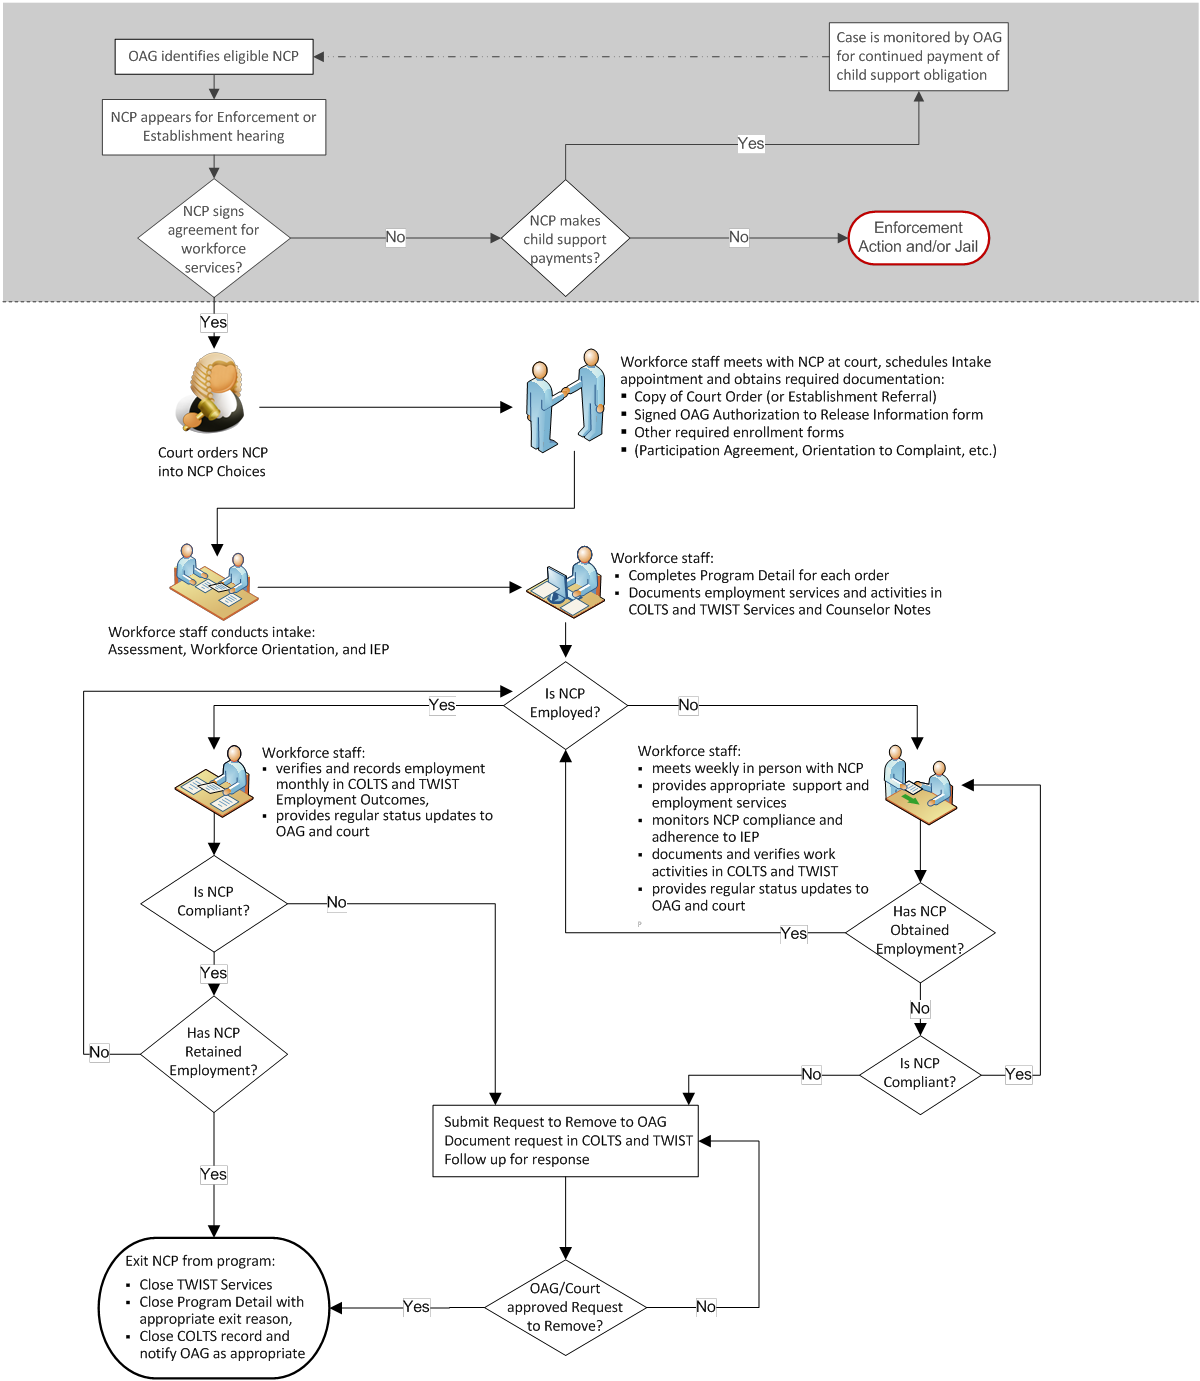 OAG identifies eligible NCP
Case is monitored by OAG
for continued payment of
child support obligation
NCP appears for Enforcement or
Establishment hearing
Yes
NCP signs
agreement for
workforce
services?
No
NCP makes
child support
payments?
No
Enforcement
Action and/or Jail
Yes
Court orders NCP
into NCP Choices
Workforce staff meets with NCP at court, schedules Intake
appointment and obtains required documentation:
▪ Copy of Court Order (or Establishment Referral)
▪ Signed OAG Authorization to Release Information form
▪ Other required enrollment forms
▪ (Participation Agreement, Orientation to Complaint, etc.)
Workforce staff conducts intake:
Assessment, Workforce Orientation, and IEP
Workforce staff:
▪ Completes Program Detail for each order
▪ Documents employment services and activities in
COLTS and TWIST Services and Counselor Notes
Is NCP
Employed?
Yes
No
Workforce staff:
▪ verifies and records employment
monthly in COLTS and TWIST
Employment Outcomes,
▪ provides regular status updates to
OAG and court
Workforce staff:
▪ meets weekly in person with NCP
▪ provides appropriate support and
employment services
▪ monitors NCP compliance and
adherence to IEP
▪ documents and verifies work
activities in COLTS and TWIST
▪ provides regular status updates to
OAG and court
P
Is NCP
Compliant?
No
Has NCP
Obtained
Employment?
Yes
Yes
No
Has NCP
Retained
Employment?
No
Is NCP
Compliant?
No
Yes
Submit Request to Remove to OAG
Document request in COLTS and TWIST
Follow up for response
Yes
Exit NCP from program:
▪ Close TWIST Services
▪ Close Program Detail with
appropriate exit reason,
▪ Close COLTS record and
notify OAG as appropriate
Yes
OAG/Court
approved Request
to Remove?
No